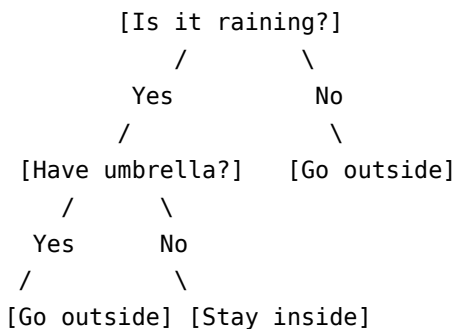 [Is it raining?]
/ \
Yes No
/ \
[Have umbrella?] [Go outside]
/ \
Yes No
/ \
[Go outside] [Stay inside]